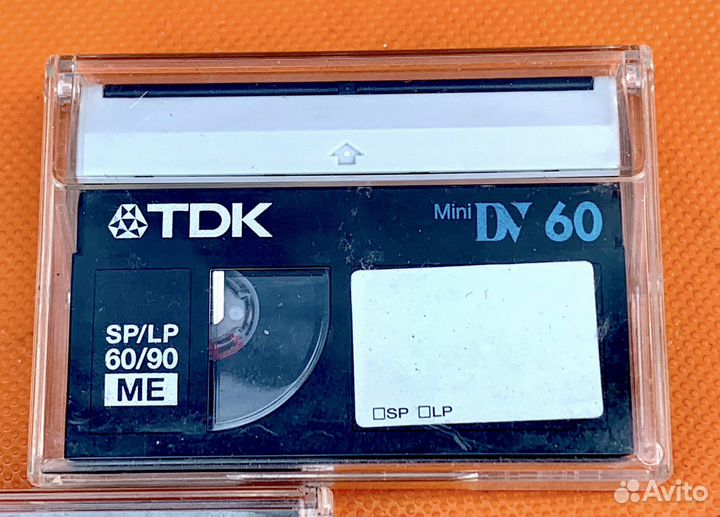 TDK
Mini DV 60
SP/LP
60/90
ME
□SP □LP
Avito